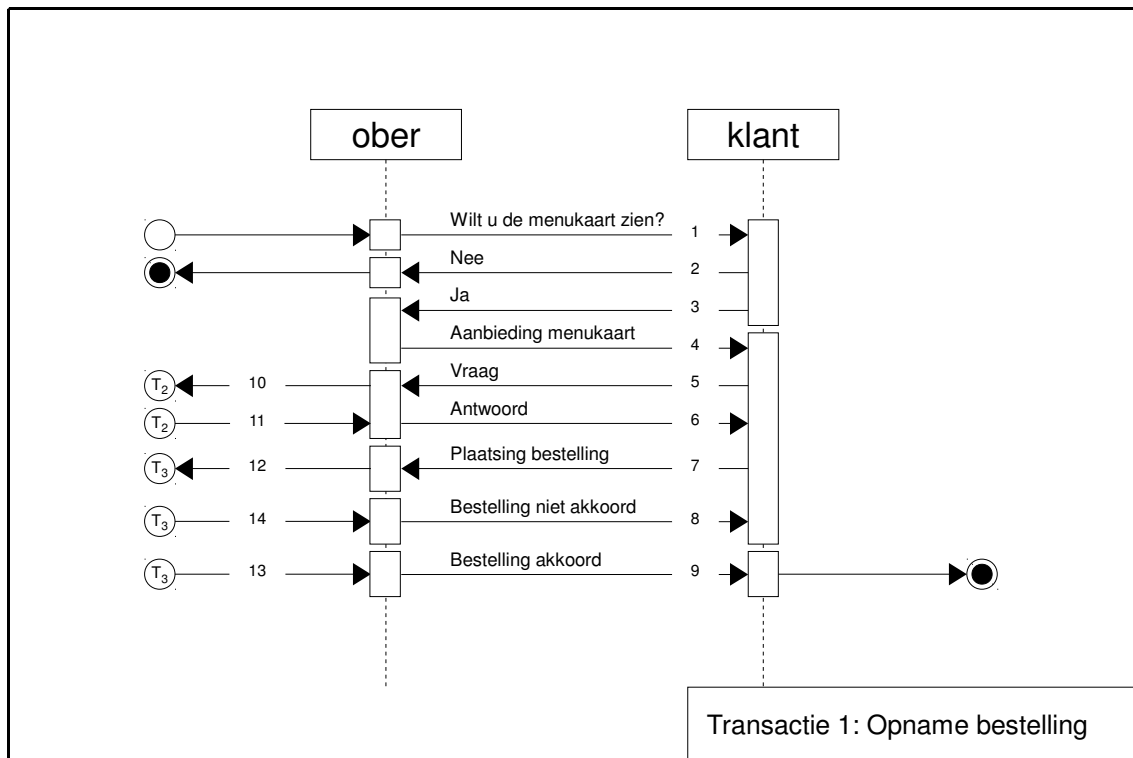 ober klant
Wilt u de menukaart zien? 1
Nee 2
Ja 3
Aanbieding menukaart 4
T2 10 Vraag 5
T2 11 Antwoord 6
T3 12 Plaatsing bestelling 7
T3 14 Bestelling niet akkoord 8
T3 13 Bestelling akkoord 9
Transactie 1: Opname bestelling